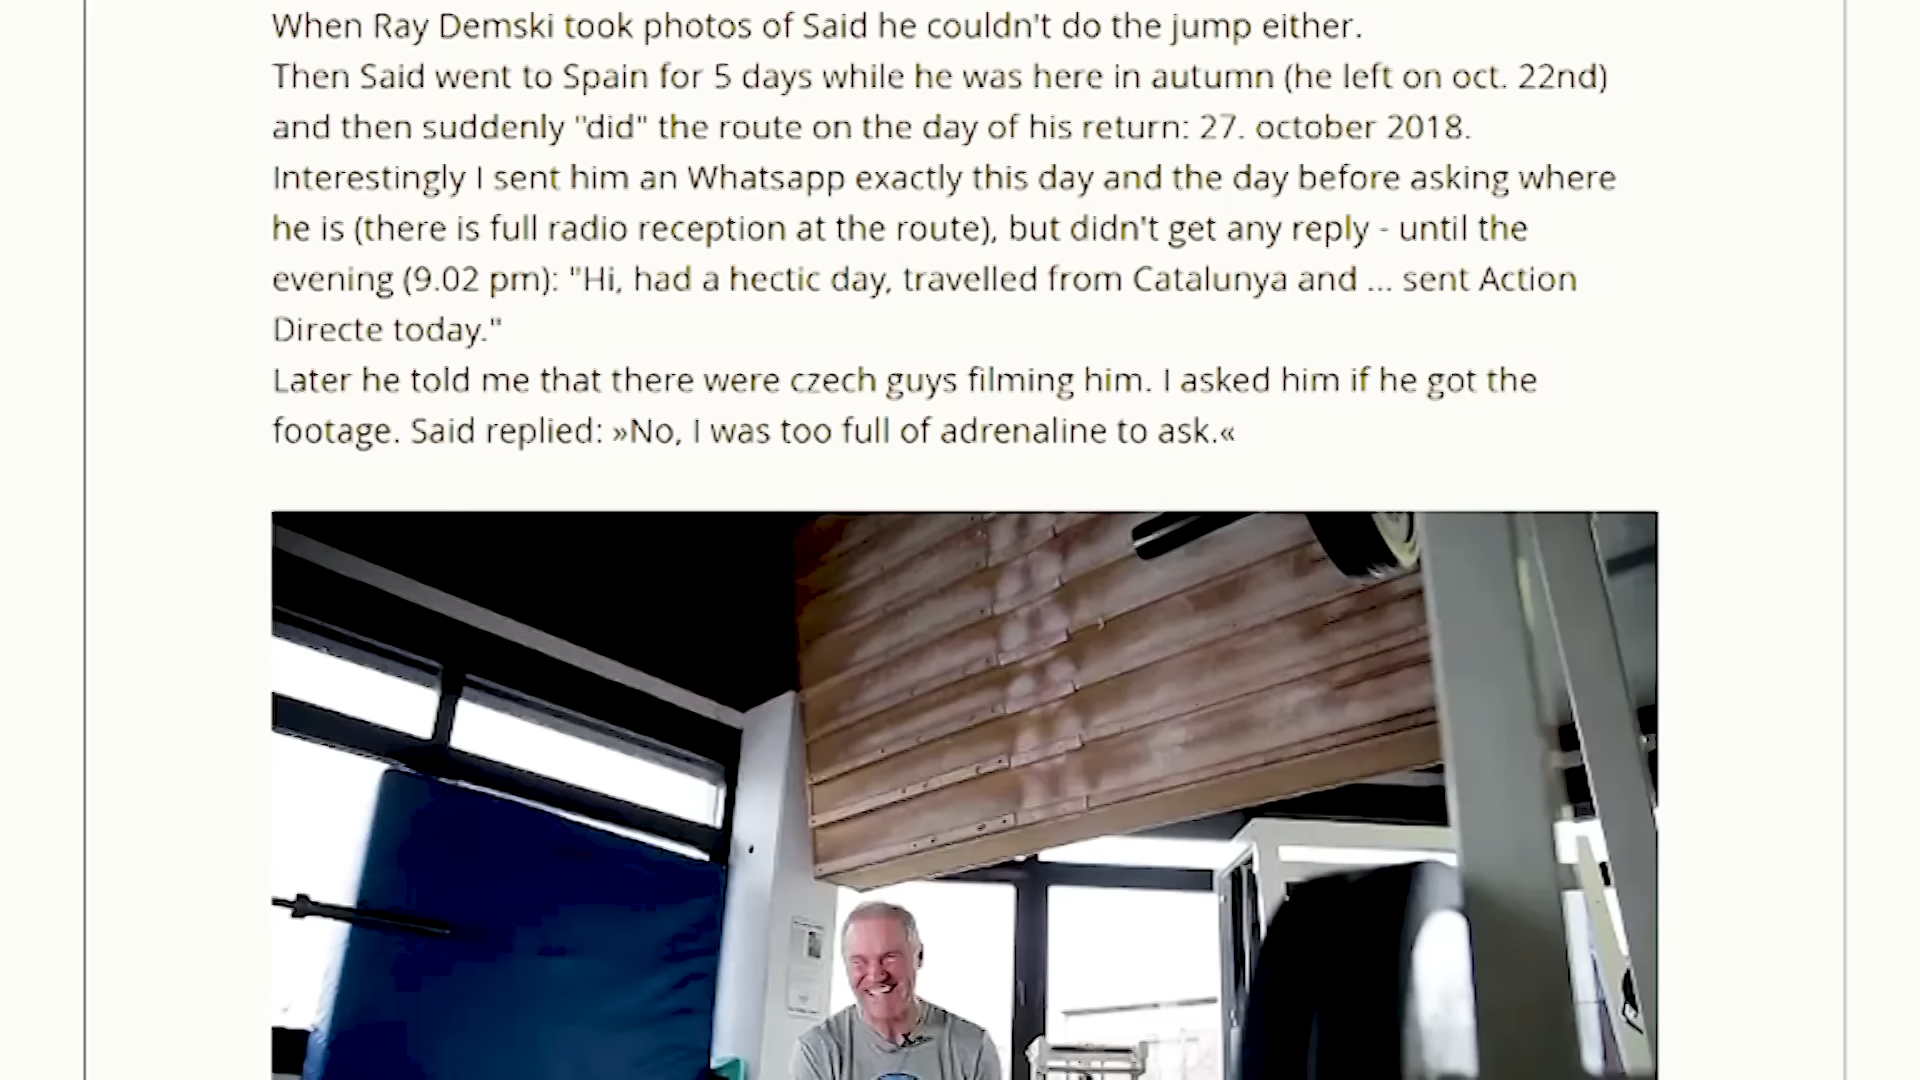 When Ray Demski took photos of Said he couldn't do the jump either.
Then Said went to Spain for 5 days while he was here in autumn (he left on oct. 22nd)
and then suddenly "did" the route on the day of his return: 27. october 2018.
Interestingly I sent him an Whatsapp exactly this day and the day before asking where
he is (there is full radio reception at the route), but didn't get any reply - until the
evening (9.02 pm): "Hi, had a hectic day, travelled from Catalunya and ... sent Action
Directe today."
Later he told me that there were czech guys filming him. I asked him if he got the
footage. Said replied: »No, I was too full of adrenaline to ask.«